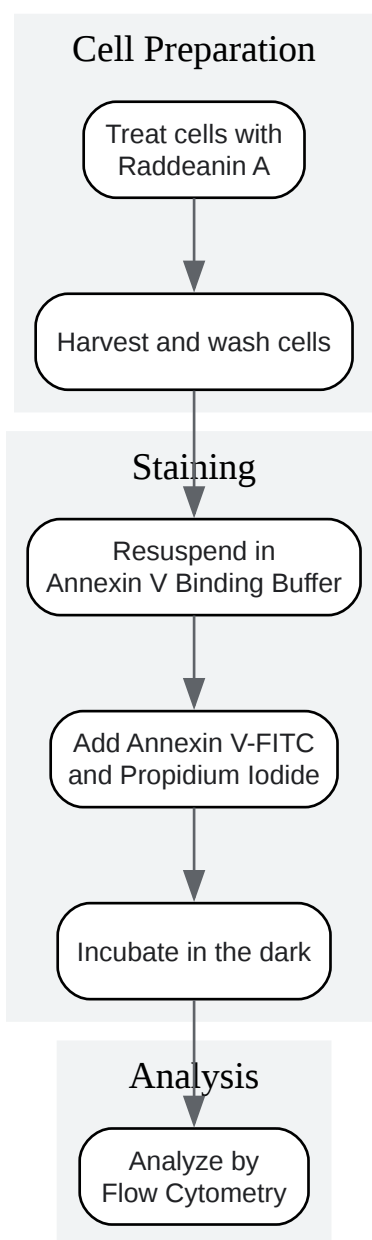 Cell Preparation
Treat cells with
Raddeanin A
Harvest and wash cells
Staining
Resuspend in
Annexin V Binding Buffer
Add Annexin V-FITC
and Propidium Iodide
Incubate in the dark
Analysis
Analyze by
Flow Cytometry